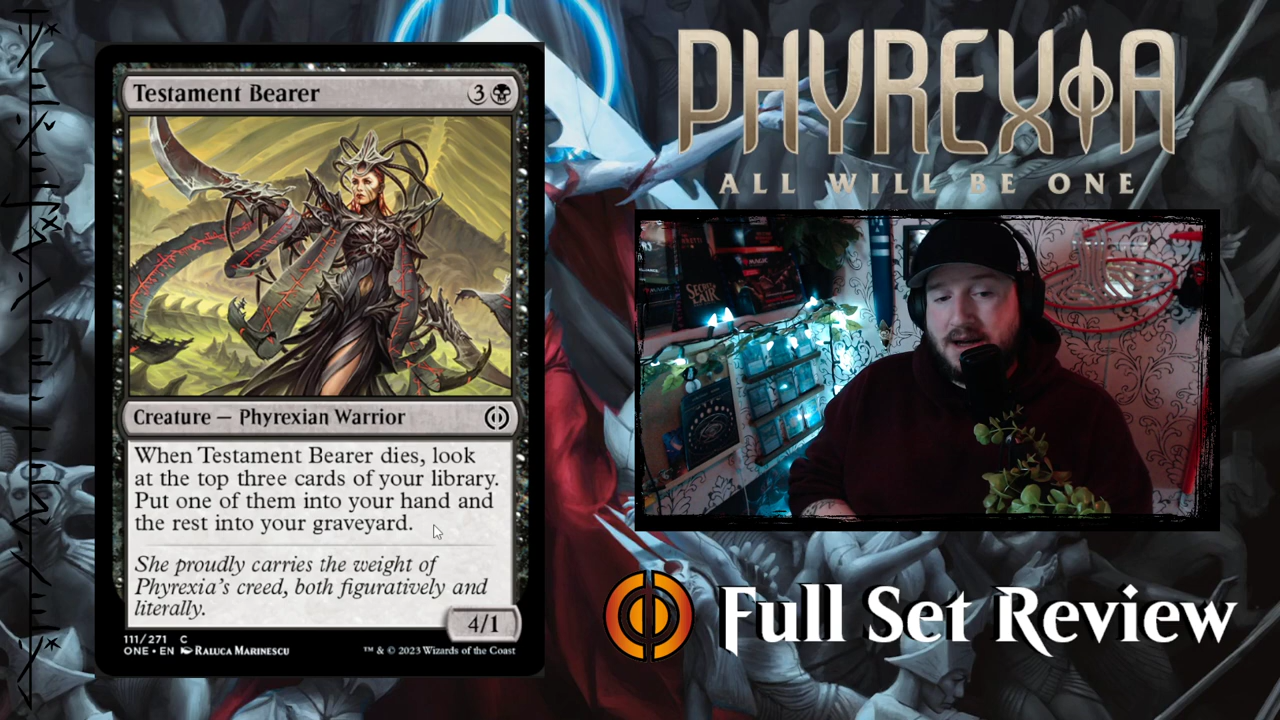 Testament Bearer 3
Creature — Phyrexian Warrior
When Testament Bearer dies, look
at the top three cards of your library.
Put one of them into your hand and
the rest into your graveyard.
She proudly carries the weight of
Phyrexia's creed, both figuratively and
literally.
4/1
111/271 C
ONE • EN Raluca Marinescu
™ & © 2023 Wizards of the Coast
PHYREXIA
ALL WILL BE ONE
MAGIC
SECRET
LAIR
Full Set Review